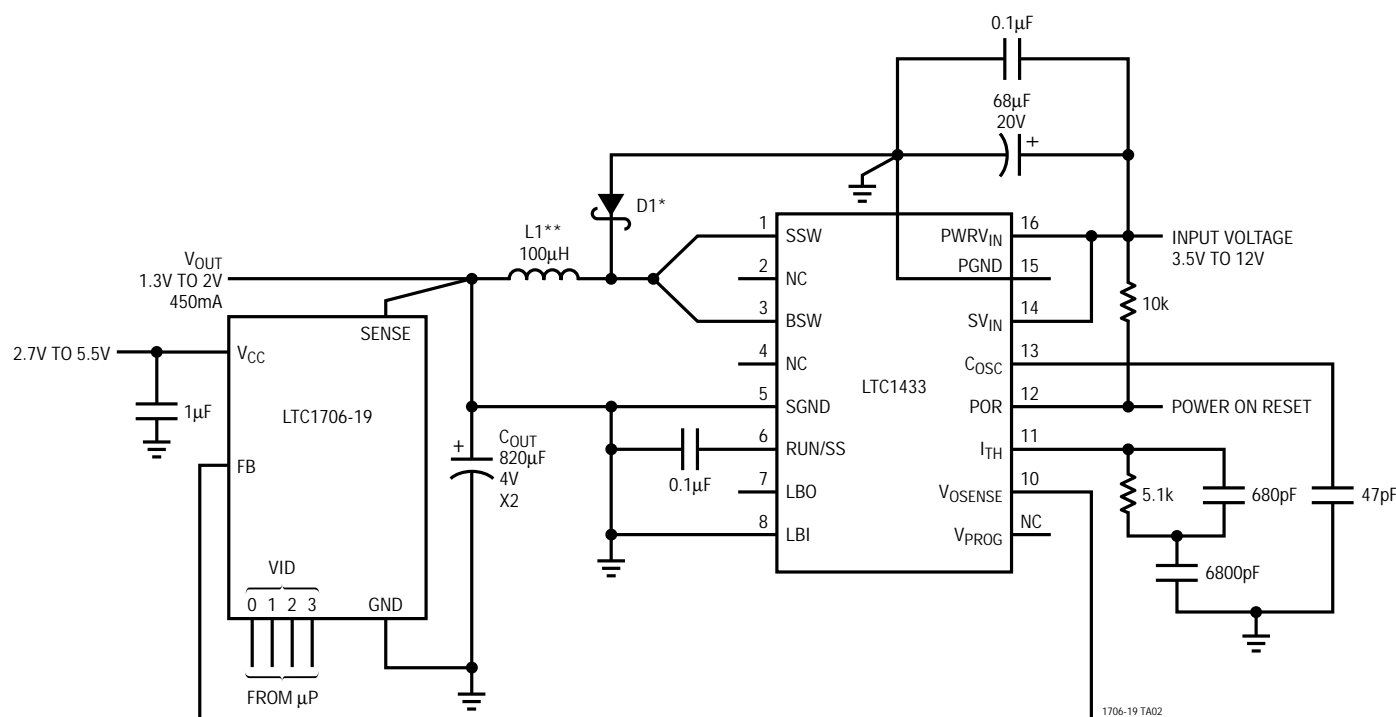 0.1µF
68µF
20V
+
D1*
L1**
100µH
VOUT
1.3V TO 2V
450mA
2.7V TO 5.5V
1µF
VCC
SENSE
LTC1706-19
FB
VID
0 1 2 3
GND
FROM µP
+
COUT
820µF
4V
X2
0.1µF
1
2
3
4
5
6
7
8
SSW
NC
BSW
NC
SGND
RUN/SS
LBO
LBI
LTC1433
PWRVIN
PGND
SVIN
COSC
POR
ITH
VOSENSE
VPROG
16
15
14
13
12
11
10
NC
INPUT VOLTAGE
3.5V TO 12V
10k
POWER ON RESET
5.1k
680pF
47pF
6800pF
1706-19 TA02